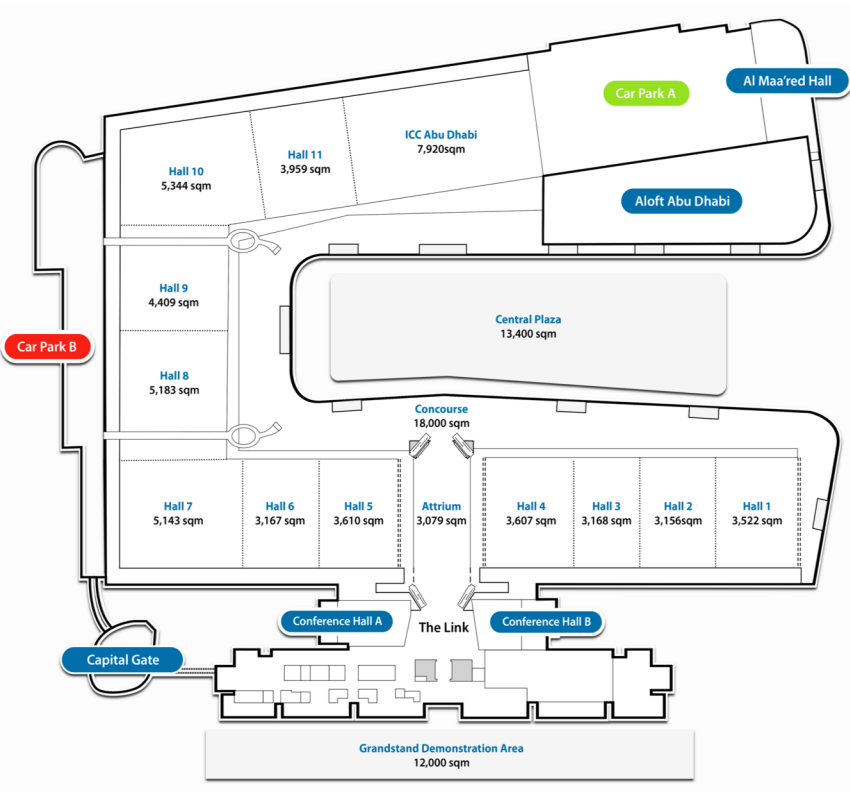 Al Maa'red Hall
Car Park A
ICC Abu Dhabi
7,920sqm
Hall 11
3,959 sqm
Hall 10
5,344 sqm
Aloft Abu Dhabi
Hall 9
4,409 sqm
Central Plaza
13,400 sqm
Car Park B
Hall 8
5,183 sqm
Concourse
18,000 sqm
Hall 7
5,143 sqm
Hall 6
3,167 sqm
Hall 5
3,610 sqm
Attrium
3,079 sqm
Hall 4
3,607 sqm
Hall 3
3,168 sqm
Hall 2
3,156sqm
Hall 1
3,522 sqm
Conference Hall A
The Link
Conference Hall B
Capital Gate
Grandstand Demonstration Area
12,000 sqm